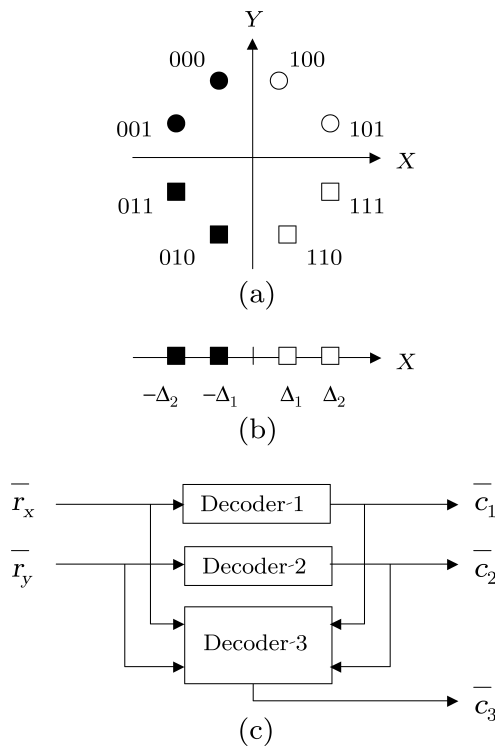 Y
000 100
001 101
X
011 111
010 110
(a)
X
−Δ₂ −Δ₁ Δ₁ Δ₂
(b)
r̅ₓ Decoder-1 c̅₁
r̅ᵧ Decoder-2 c̅₂
Decoder-3
c̅₃
(c)